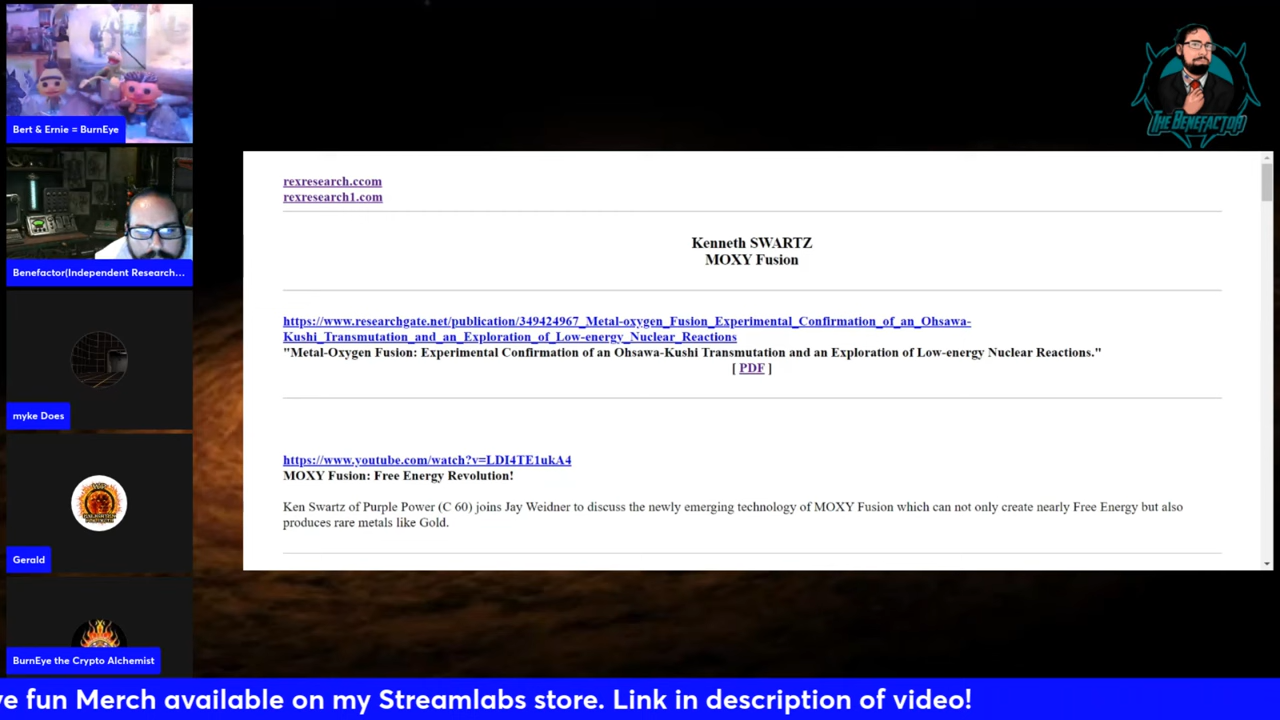 Bert & Ernie = BurnEye
Benefactor(Independent Research...
myke Does
Gerald
BurnEye the Crypto Alchemist
THE BENEFACTOR
rexresearch.ccom
rexresearch1.com
Kenneth SWARTZ
MOXY Fusion
https://www.researchgate.net/publication/349424967_Metal-oxygen_Fusion_Experimental_Confirmation_of_an_Ohsawa-
Kushi_Transmutation_and_an_Exploration_of_Low-energy_Nuclear_Reactions
"Metal-Oxygen Fusion: Experimental Confirmation of an Ohsawa-Kushi Transmutation and an Exploration of Low-energy Nuclear Reactions."
[ PDF ]
https://www.youtube.com/watch?v=LDI4TE1ukA4
MOXY Fusion: Free Energy Revolution!
Ken Swartz of Purple Power (C 60) joins Jay Weidner to discuss the newly emerging technology of MOXY Fusion which can not only create nearly Free Energy but also
produces rare metals like Gold.
ve fun Merch available on my Streamlabs store. Link in description of video!